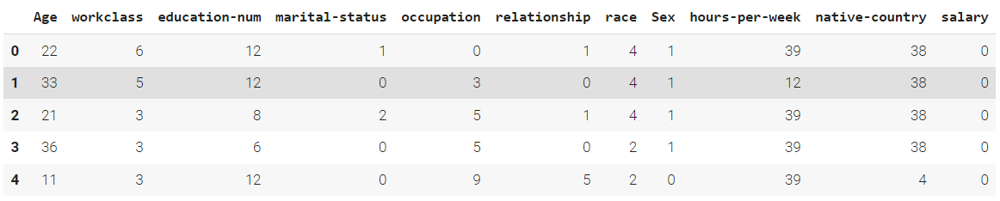 Age workclass education-num marital-status occupation relationship race Sex hours-per-week native-country salary
0 22 6 12 1 0 1 4 1 39 38 0
1 33 5 12 0 3 0 4 1 12 38 0
2 21 3 8 2 5 1 4 1 39 38 0
3 36 3 6 0 5 0 2 1 39 38 0
4 11 3 12 0 9 5 2 0 39 4 0